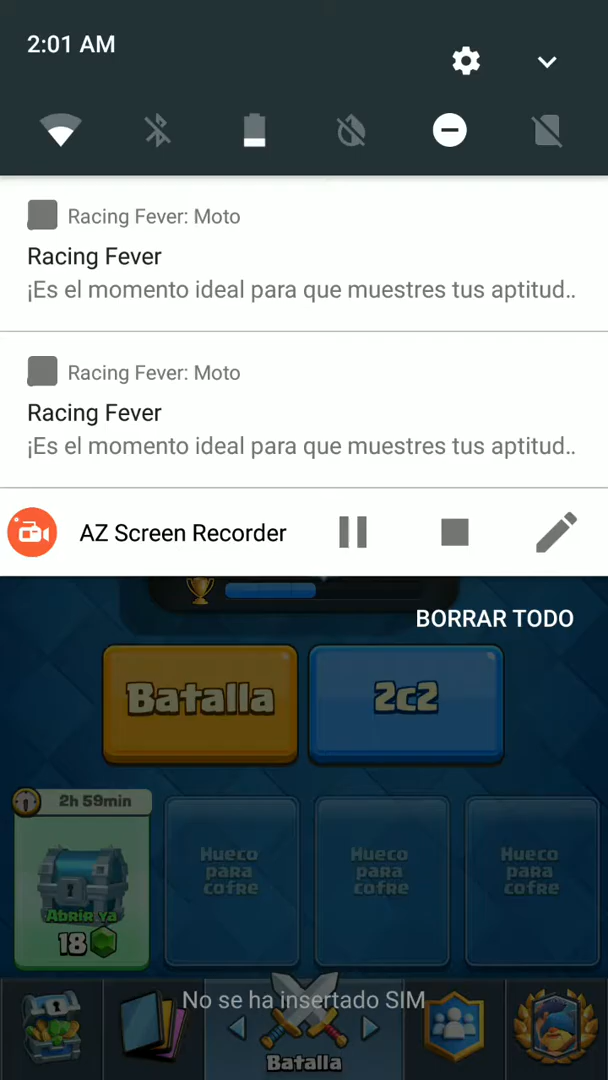 2:01 AM
Racing Fever: Moto
Racing Fever
¡Es el momento ideal para que muestres tus aptitud..
Racing Fever: Moto
Racing Fever
¡Es el momento ideal para que muestres tus aptitud..
AZ Screen Recorder
BORRAR TODO
Batalla
2c2
2h 59min
Abrir ya
18
Hueco
para
cofre
Hueco
para
cofre
Hueco
para
cofre
No se ha insertado SIM
Batalla